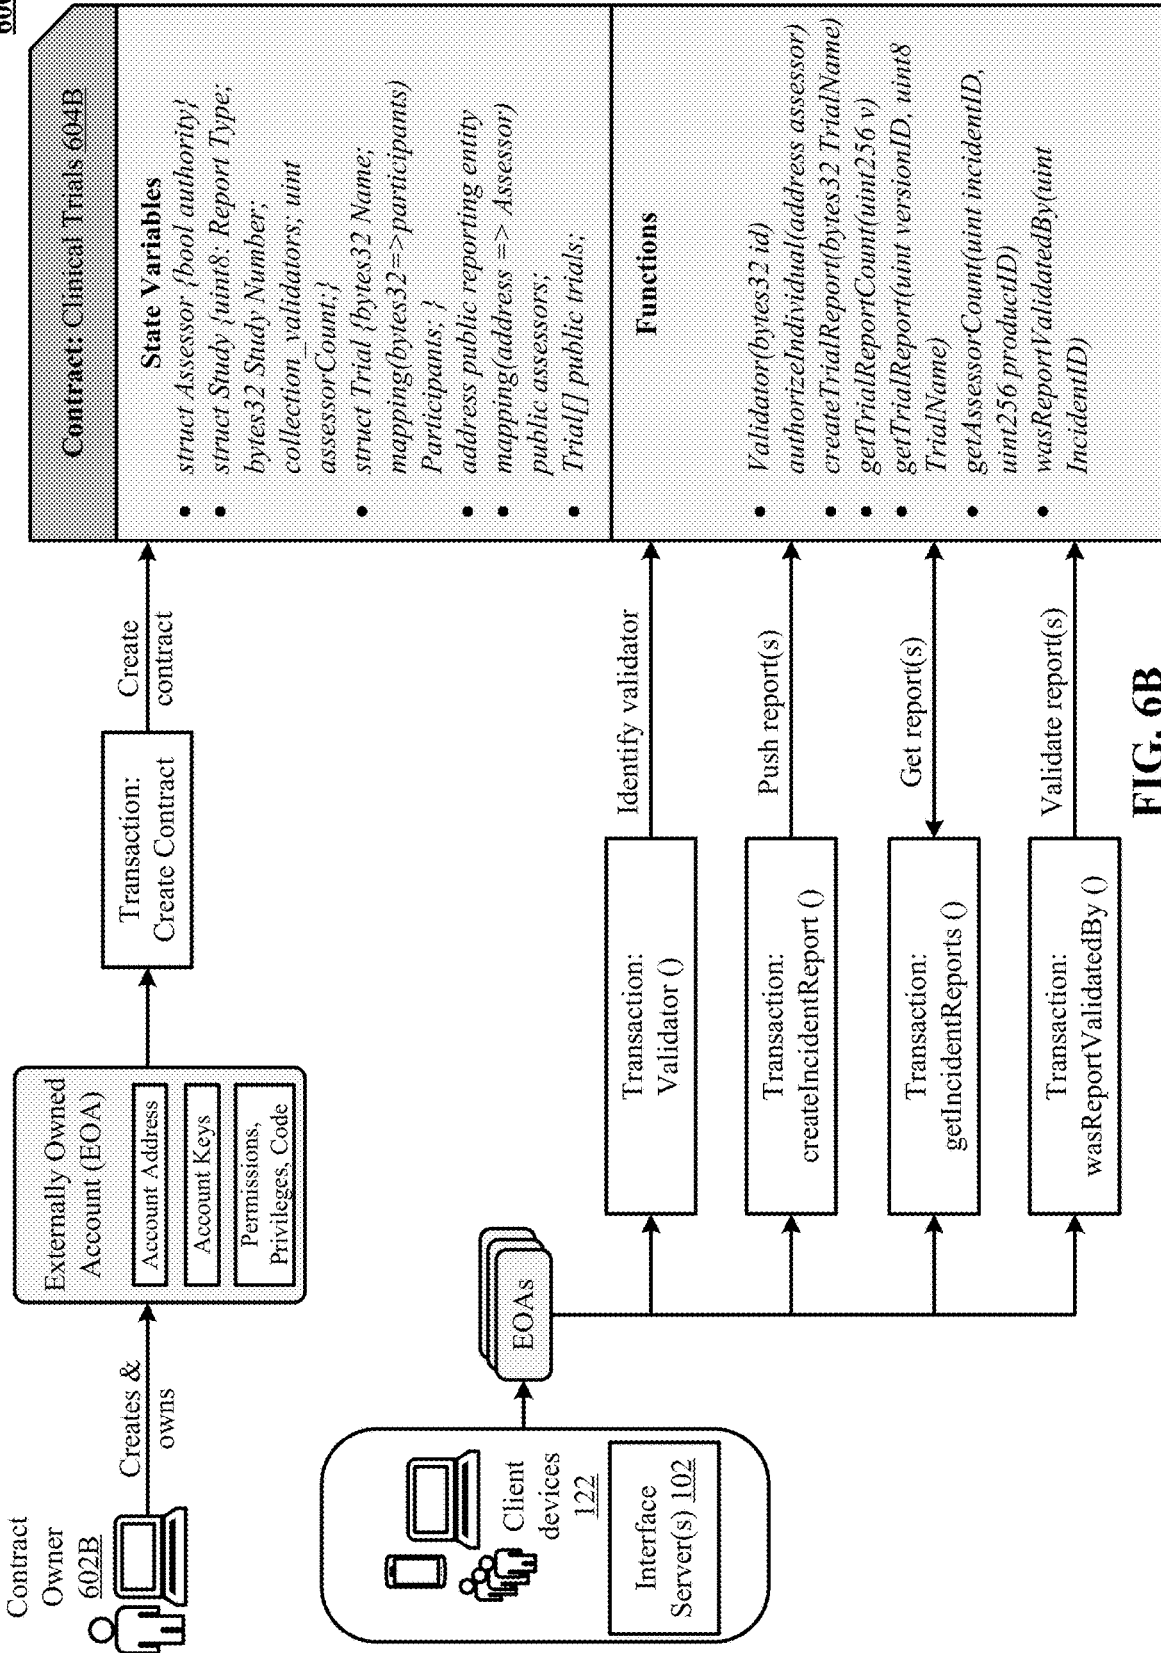 Contract
Owner
602B
Creates &
owns
Externally Owned
Account (EOA)
Account Address
Account Keys
Permissions,
Privileges, Code
Transaction:
Create Contract
Create
contract
Contract: Clinical Trials 604B
State Variables
• struct Assessor {bool authority}
• struct Study {uint8: Report Type;
bytes32 Study Number;
collection_validators; uint
assessorCount;}
• struct Trial {bytes32 Name;
mapping(bytes32=>participants)
Participants; }
• address public reporting entity
• mapping(address => Assessor)
public assessors;
• Trial[] public trials;
Functions
• Validator(bytes32 id)
authorizeIndividual(address assessor)
• createTrialReport(bytes32 TrialName)
• getTrialReportCount(uint256 v)
• getTrialReport(uint versionID, uint8
TrialName)
• getAssessorCount(uint incidentID,
uint256 productID)
• wasReportValidatedBy(uint
IncidentID)
Client
devices
122
Interface
Server(s) 102
EOAs
Transaction:
Validator ()
Identify validator
Transaction:
createIncidentReport ()
Push report(s)
Transaction:
getIncidentReports ()
Get report(s)
Transaction:
wasReportValidatedBy ()
Validate report(s)
FIG. 6B